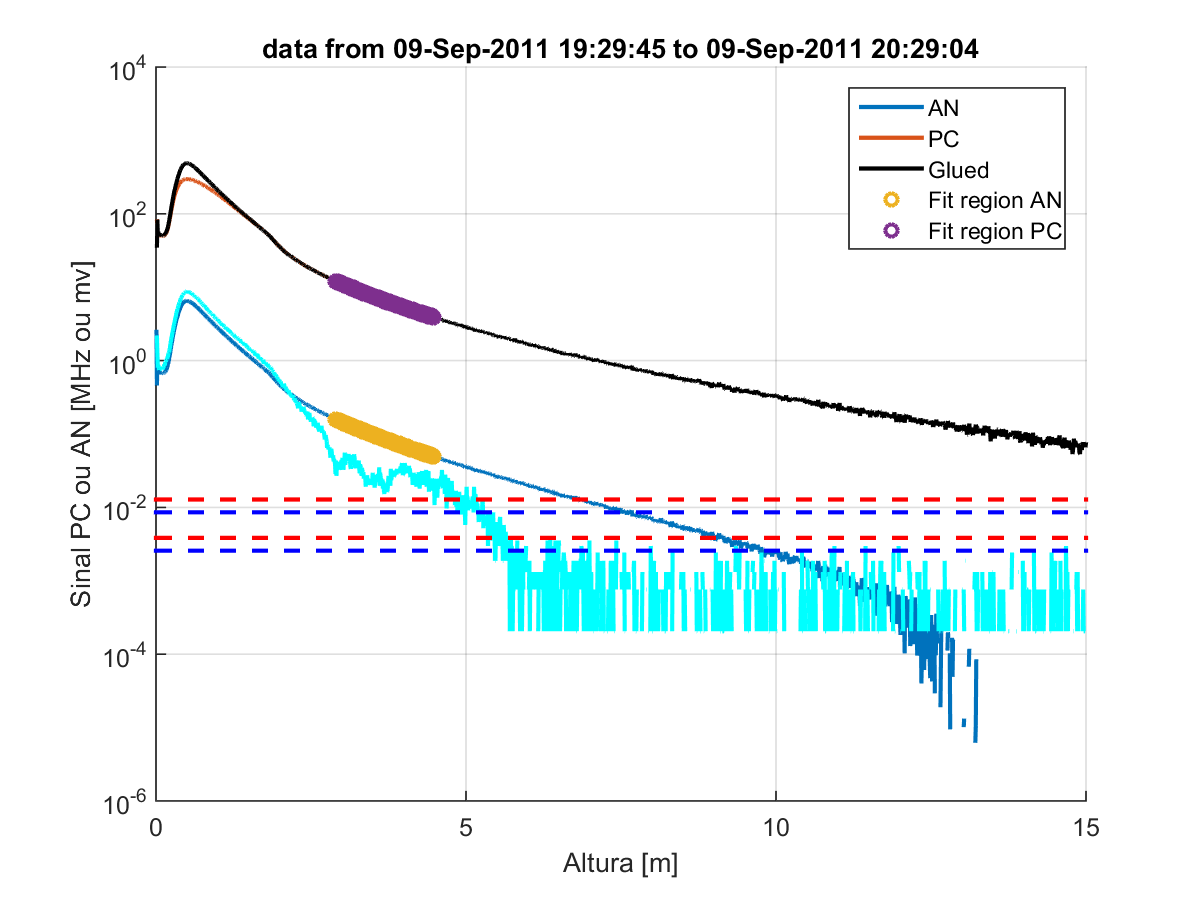 data from 09-Sep-2011 19:29:45 to 09-Sep-2011 20:29:04
10^4
10^2
10^0
10^-2
10^-4
10^-6
Sinal PC ou AN [MHz ou mv]
AN
PC
Glued
Fit region AN
Fit region PC
0 5 10 15
Altura [m]